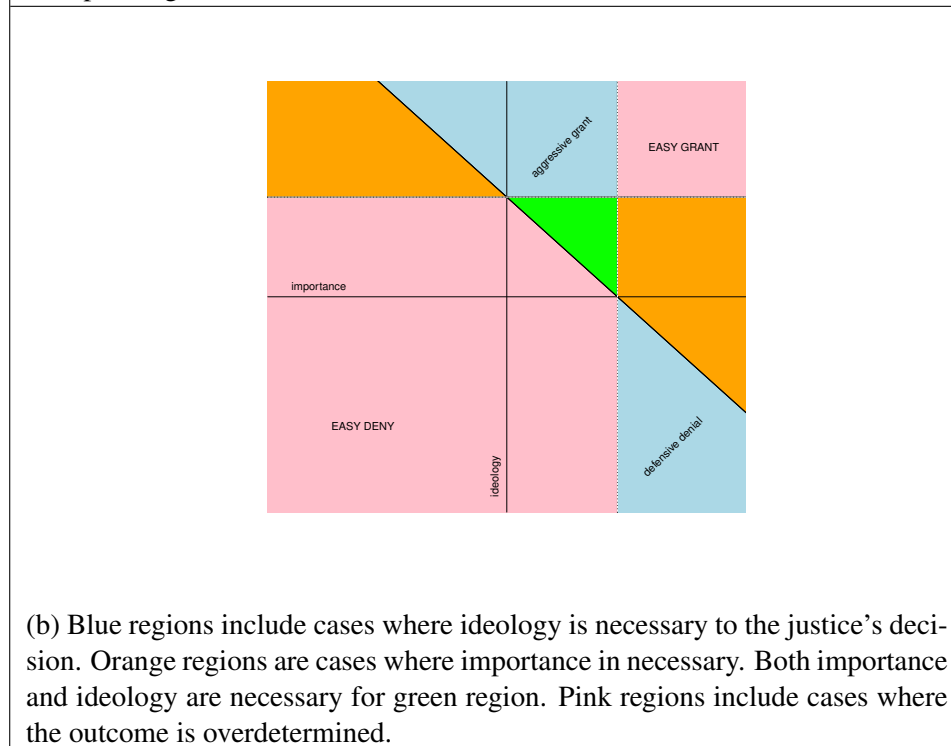 aggressive grant
EASY GRANT
importance
EASY DENY
ideology
defensive denial
(b) Blue regions include cases where ideology is necessary to the justice's deci-
sion. Orange regions are cases where importance in necessary. Both importance
and ideology are necessary for green region. Pink regions include cases where
the outcome is overdetermined.